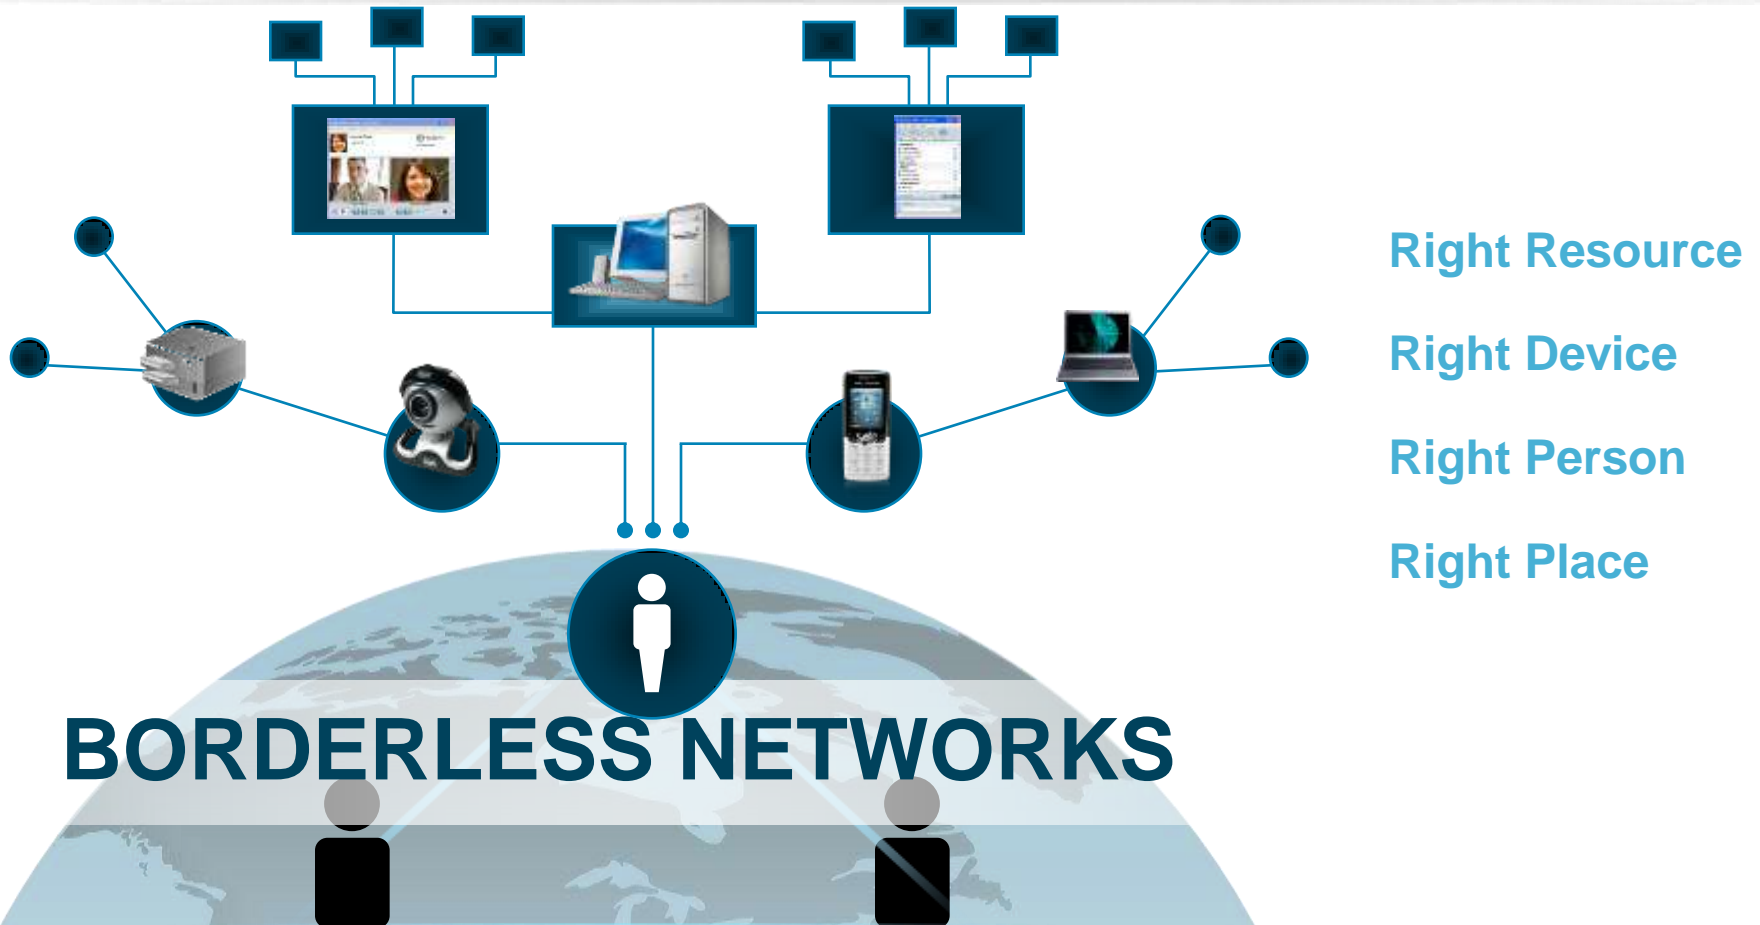 Right Resource
Right Device
Right Person
Right Place
BORDERLESS NETWORKS